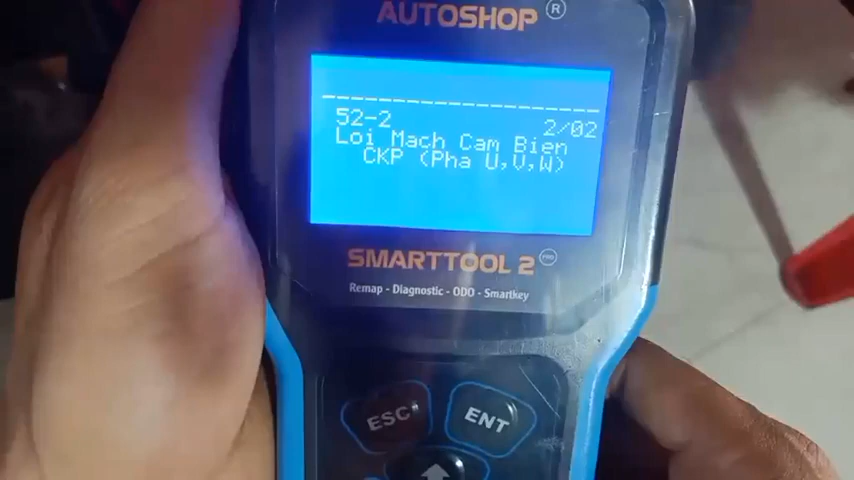 AUTOSHOP ®
52-2 2/02
Loi Mach Cam Bien
CKP (Pha U,V,W)
SMARTTOOL 2 PRO
Remap - Diagnostic - ODO - Smartkey
ESC
ENT